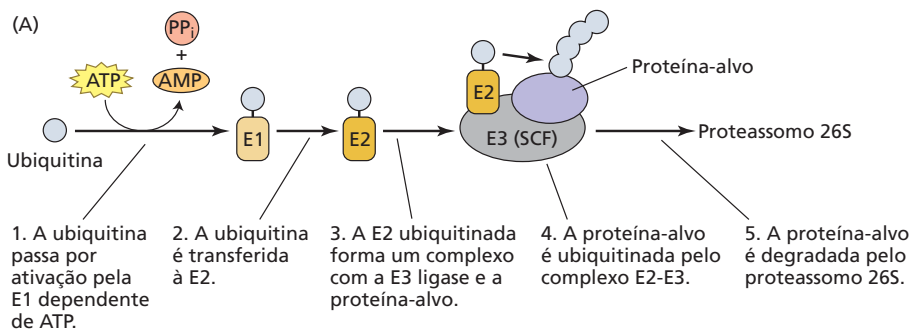 (A)
PPi
+
ATP
AMP
Ubiquitina
E1
E2
E2
E3 (SCF)
Proteína-alvo
Proteassomo 26S
1. A ubiquitina
passa por
ativação pela
E1 dependente
de ATP.
2. A ubiquitina
é transferida
à E2.
3. A E2 ubiquitinada
forma um complexo
com a E3 ligase e a
proteína-alvo.
4. A proteína-alvo
é ubiquitinada pelo
complexo E2-E3.
5. A proteína-alvo
é degradada pelo
proteassomo 26S.